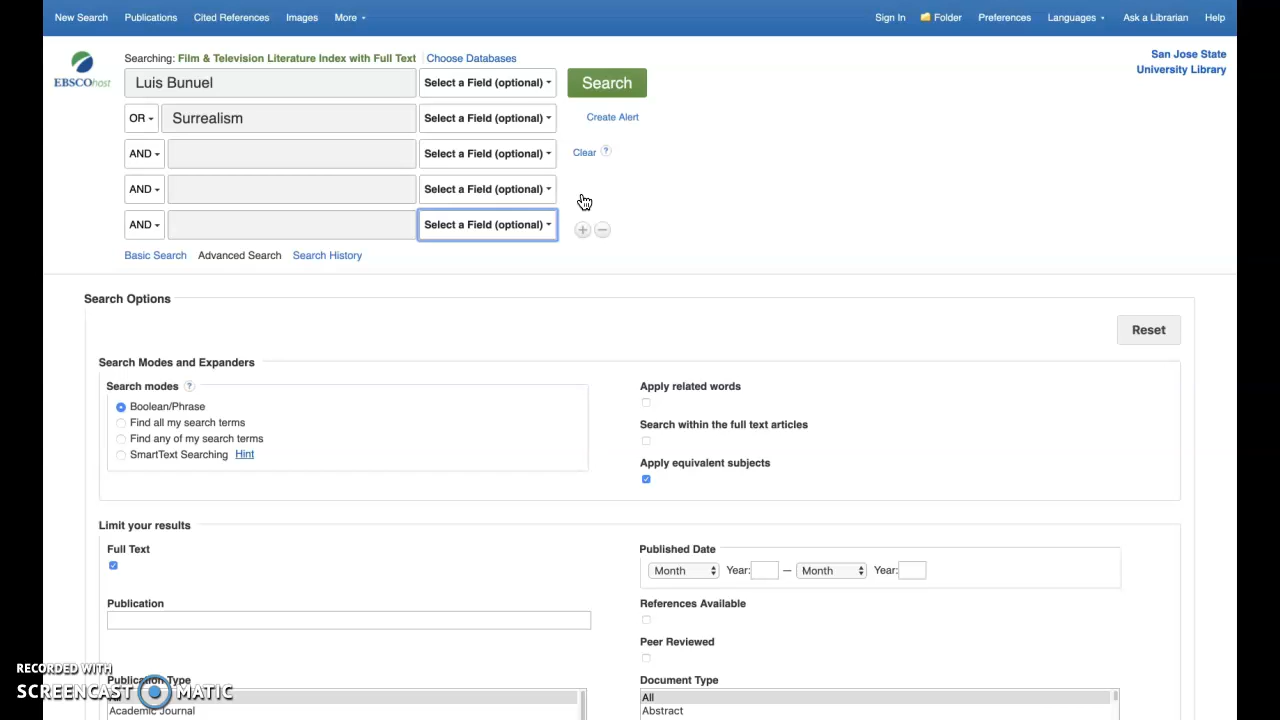 New Search Publications Cited References Images More Sign In Folder Preferences Languages Ask a Librarian Help
EBSCOhost
Searching: Film & Television Literature Index with Full Text Choose Databases
San Jose State
University Library
Luis Bunuel Select a Field (optional) Search
OR Surrealism Select a Field (optional) Create Alert
AND Select a Field (optional) Clear ?
AND Select a Field (optional)
AND Select a Field (optional) + −
Basic Search Advanced Search Search History
Search Options
Reset
Search Modes and Expanders
Search modes ?
Boolean/Phrase
Find all my search terms
Find any of my search terms
SmartText Searching Hint
Apply related words
Search within the full text articles
Apply equivalent subjects
Limit your results
Full Text
Published Date
Month Year: — Month Year:
Publication
References Available
Peer Reviewed
Publication Type
All
Academic Journal
Document Type
All
Abstract
RECORDED WITH
SCREENCAST MATIC